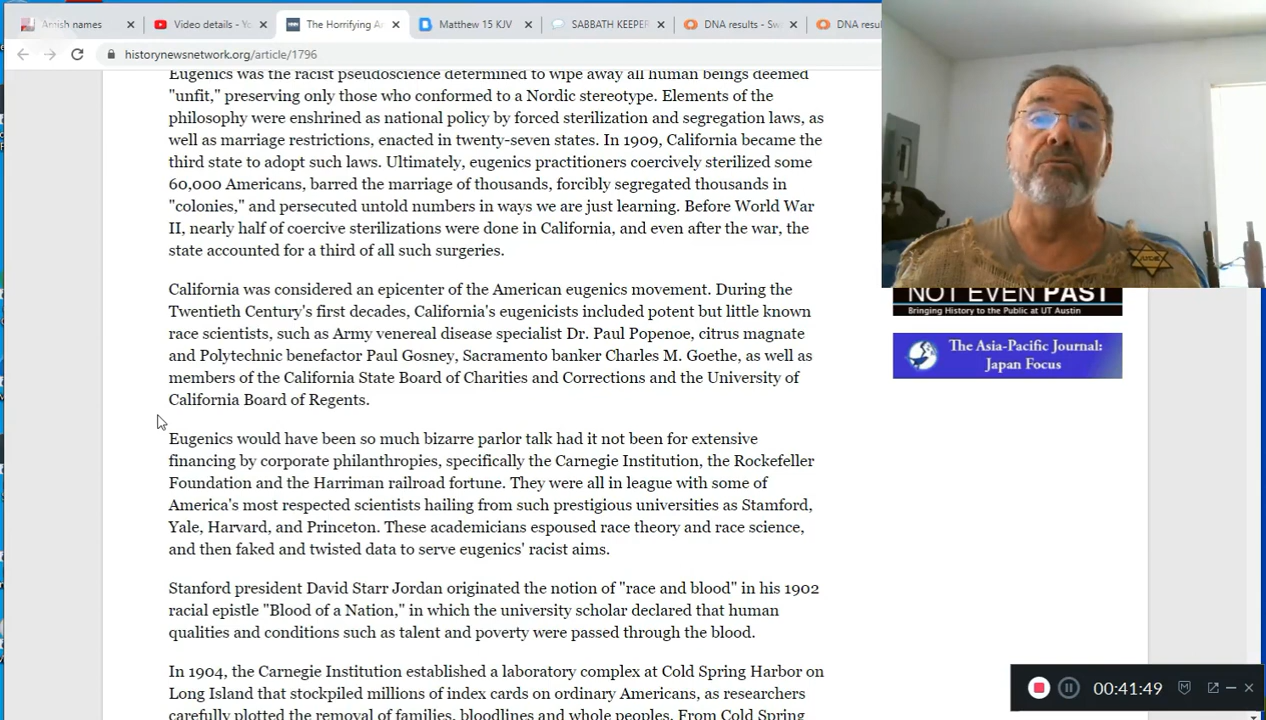 Amish names
Video details - Yo
The Horrifying Am
Matthew 15 KJV
SABBATH KEEPER
DNA results - Sw
DNA resul
historynewsnetwork.org/article/1796
Eugenics was the racist pseudoscience determined to wipe away all human beings deemed
"unfit," preserving only those who conformed to a Nordic stereotype. Elements of the
philosophy were enshrined as national policy by forced sterilization and segregation laws, as
well as marriage restrictions, enacted in twenty-seven states. In 1909, California became the
third state to adopt such laws. Ultimately, eugenics practitioners coercively sterilized some
60,000 Americans, barred the marriage of thousands, forcibly segregated thousands in
"colonies," and persecuted untold numbers in ways we are just learning. Before World War
II, nearly half of coercive sterilizations were done in California, and even after the war, the
state accounted for a third of all such surgeries.
California was considered an epicenter of the American eugenics movement. During the
Twentieth Century's first decades, California's eugenicists included potent but little known
race scientists, such as Army venereal disease specialist Dr. Paul Popenoe, citrus magnate
and Polytechnic benefactor Paul Gosney, Sacramento banker Charles M. Goethe, as well as
members of the California State Board of Charities and Corrections and the University of
California Board of Regents.
NOT EVEN PAST
Bringing History to the Public at UT Austin
The Asia-Pacific Journal:
Japan Focus
Eugenics would have been so much bizarre parlor talk had it not been for extensive
financing by corporate philanthropies, specifically the Carnegie Institution, the Rockefeller
Foundation and the Harriman railroad fortune. They were all in league with some of
America's most respected scientists hailing from such prestigious universities as Stamford,
Yale, Harvard, and Princeton. These academicians espoused race theory and race science,
and then faked and twisted data to serve eugenics' racist aims.
Stanford president David Starr Jordan originated the notion of "race and blood" in his 1902
racial epistle "Blood of a Nation," in which the university scholar declared that human
qualities and conditions such as talent and poverty were passed through the blood.
In 1904, the Carnegie Institution established a laboratory complex at Cold Spring Harbor on
Long Island that stockpiled millions of index cards on ordinary Americans, as researchers
carefully plotted the removal of families, bloodlines and whole peoples. From Cold Spring
00:41:49